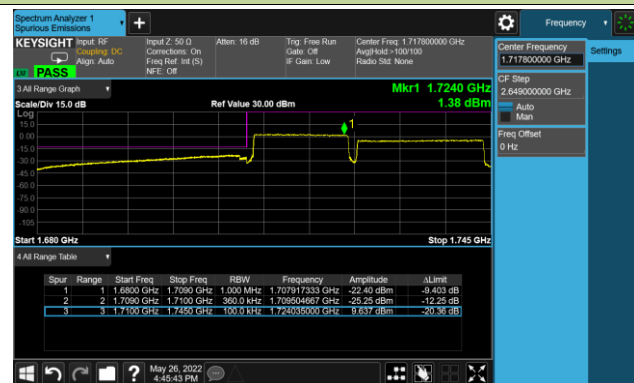 Spectrum Analyzer 1
Spurious Emissions
Frequency
KEYSIGHT
Input: RF
Coupling: DC
Align: Auto
Input Z: 50 Ω
Corrections: On
Freq Ref: Int (S)
NFE: Off
Atten: 16 dB
Trig: Free Run
Gate: Off
IF Gain: Low
Center Freq: 1.717800000 GHz
Avg|Hold:>100/100
Radio Std: None
PASS
Center Frequency
1.717800000 GHz
Settings
CF Step
2.649000000 MHz
Auto
Man
Freq Offset
0 Hz
3 All Range Graph
Mkr1 1.7240 GHz
Scale/Div 15.0 dB
Ref Value 30.00 dBm
1.38 dBm
Log
15.0
0.00
-15.0
-30.0
-45.0
-60.0
-75.0
-90.0
-105
1
Start 1.680 GHz
Stop 1.745 GHz
4 All Range Table
Spur Range Start Freq Stop Freq RBW Frequency Amplitude ΔLimit
1 1 1.6800 GHz 1.7090 GHz 1.000 MHz 1.707917333 GHz -22.40 dBm -9.403 dB
2 2 1.7090 GHz 1.7100 GHz 360.0 kHz 1.709504667 GHz -25.25 dBm -12.25 dB
3 3 1.7100 GHz 1.7450 GHz 100.0 kHz 1.724035000 GHz 9.637 dBm -20.36 dB
?
May 26, 2022
4:45:43 PM